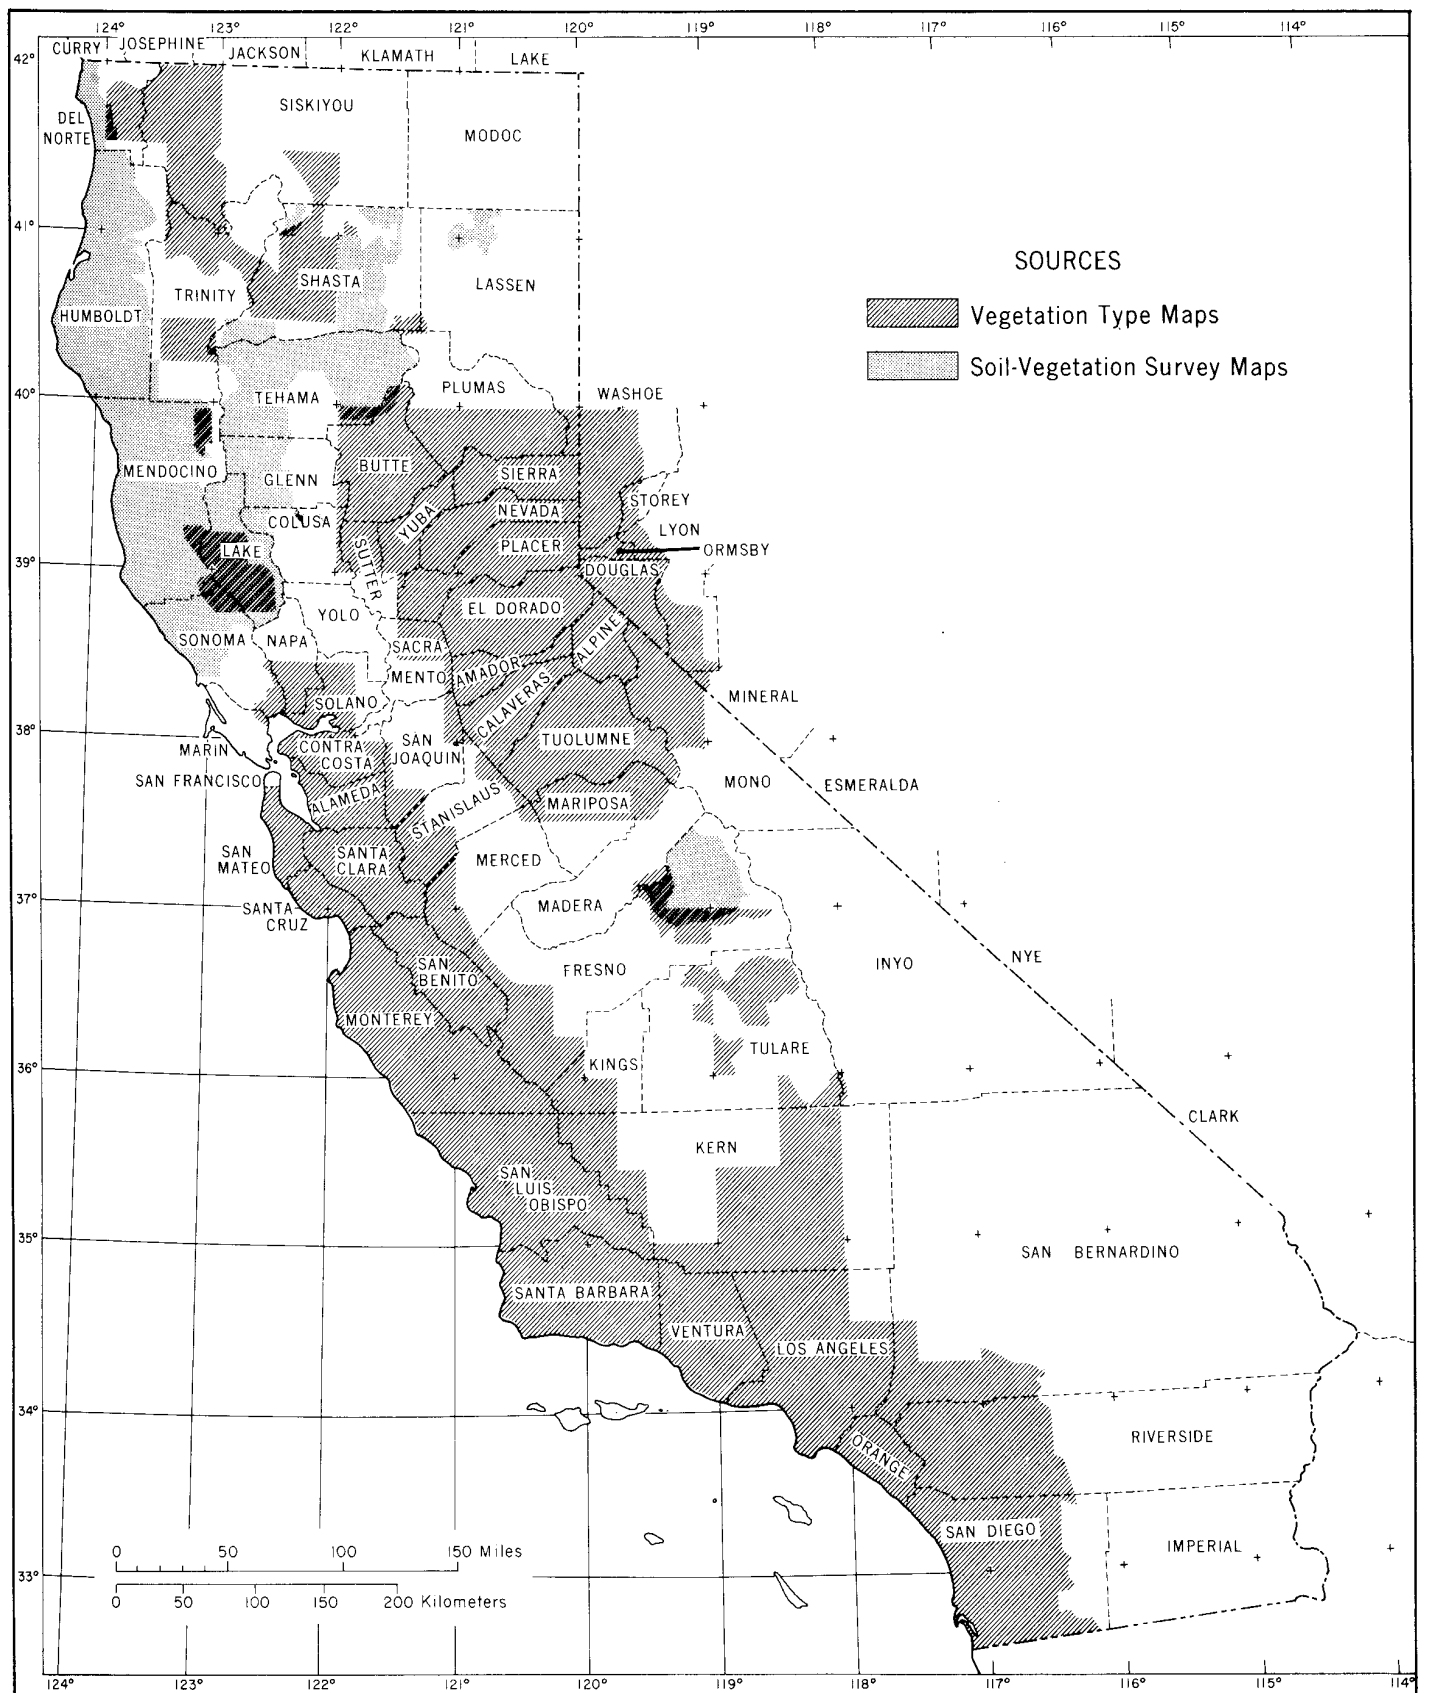 124° 123° 122° 121° 120° 119° 118° 117° 116° 115° 114°
CURRY JOSEPHINE JACKSON KLAMATH LAKE
42°
SISKIYOU
DEL
NORTE
MODOC
41°
SOURCES
SHASTA
LASSEN
TRINITY
HUMBOLDT
Vegetation Type Maps
Soil-Vegetation Survey Maps
PLUMAS
WASHOE
40°
TEHAMA
BUTTE
MENDOCINO
GLENN
SIERRA
STOREY
NEVADA
YUBA
COLUSA
LYON
PLACER
ORMSBY
LAKE
39°
SUTTER
DOUGLAS
EL DORADO
YOLO
SONOMA
NAPA
SACRA
MENTO
AMADOR
ALPINE
CALAVERAS
MINERAL
SOLANO
38°
MARIN
CONTRA
COSTA
SAN
JOAQUIN
TUOLUMNE
SAN FRANCISCO
MONO
ESMERALDA
ALAMEDA
STANISLAUS
MARIPOSA
SAN
MATEO
SANTA
CLARA
MERCED
37°
SANTA
CRUZ
MADERA
SAN
BENITO
FRESNO
INYO
NYE
MONTEREY
TULARE
KINGS
36°
CLARK
KERN
SAN
LUIS
OBISPO
35°
SAN BERNARDINO
SANTA BARBARA
VENTURA
LOS ANGELES
34°
RIVERSIDE
ORANGE
SAN DIEGO
IMPERIAL
0 50 100 150 Miles
33°
0 50 100 150 200 Kilometers
124° 123° 122° 121° 120° 119° 118° 117° 116° 115° 114°